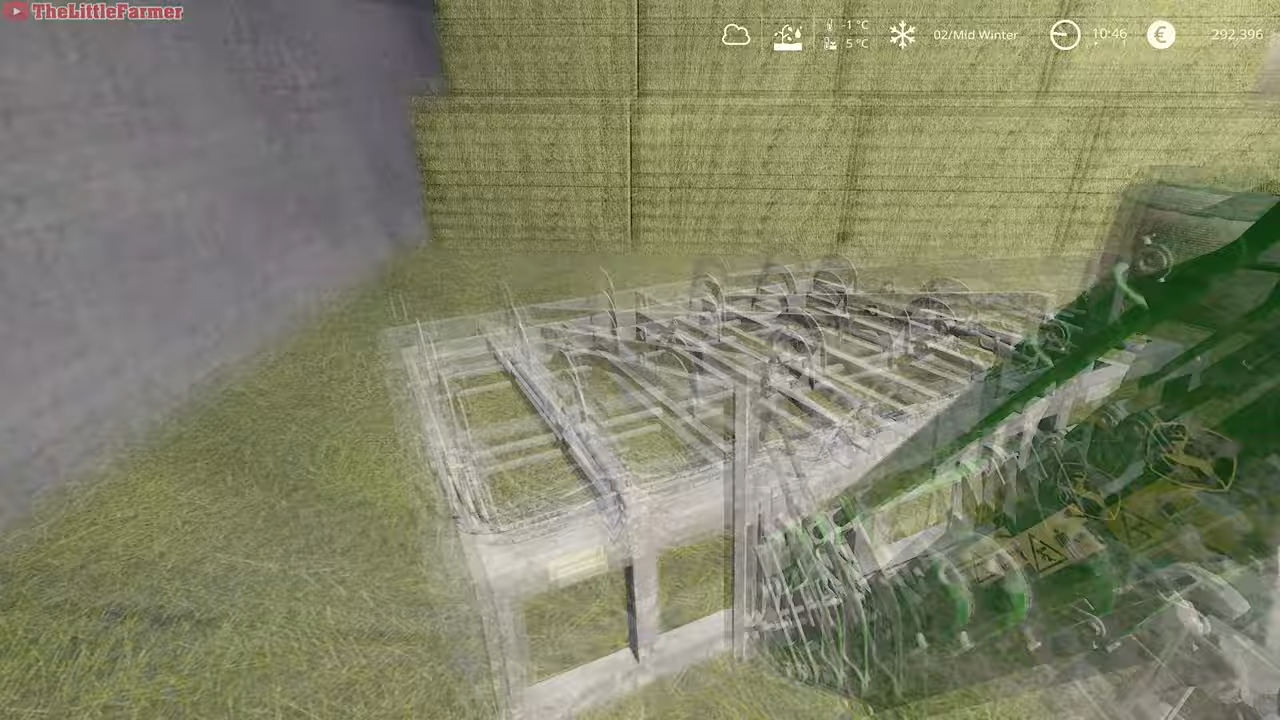 TheLittleFarmer
1 °C
5 °C
02/Mid Winter
10:46
292,396